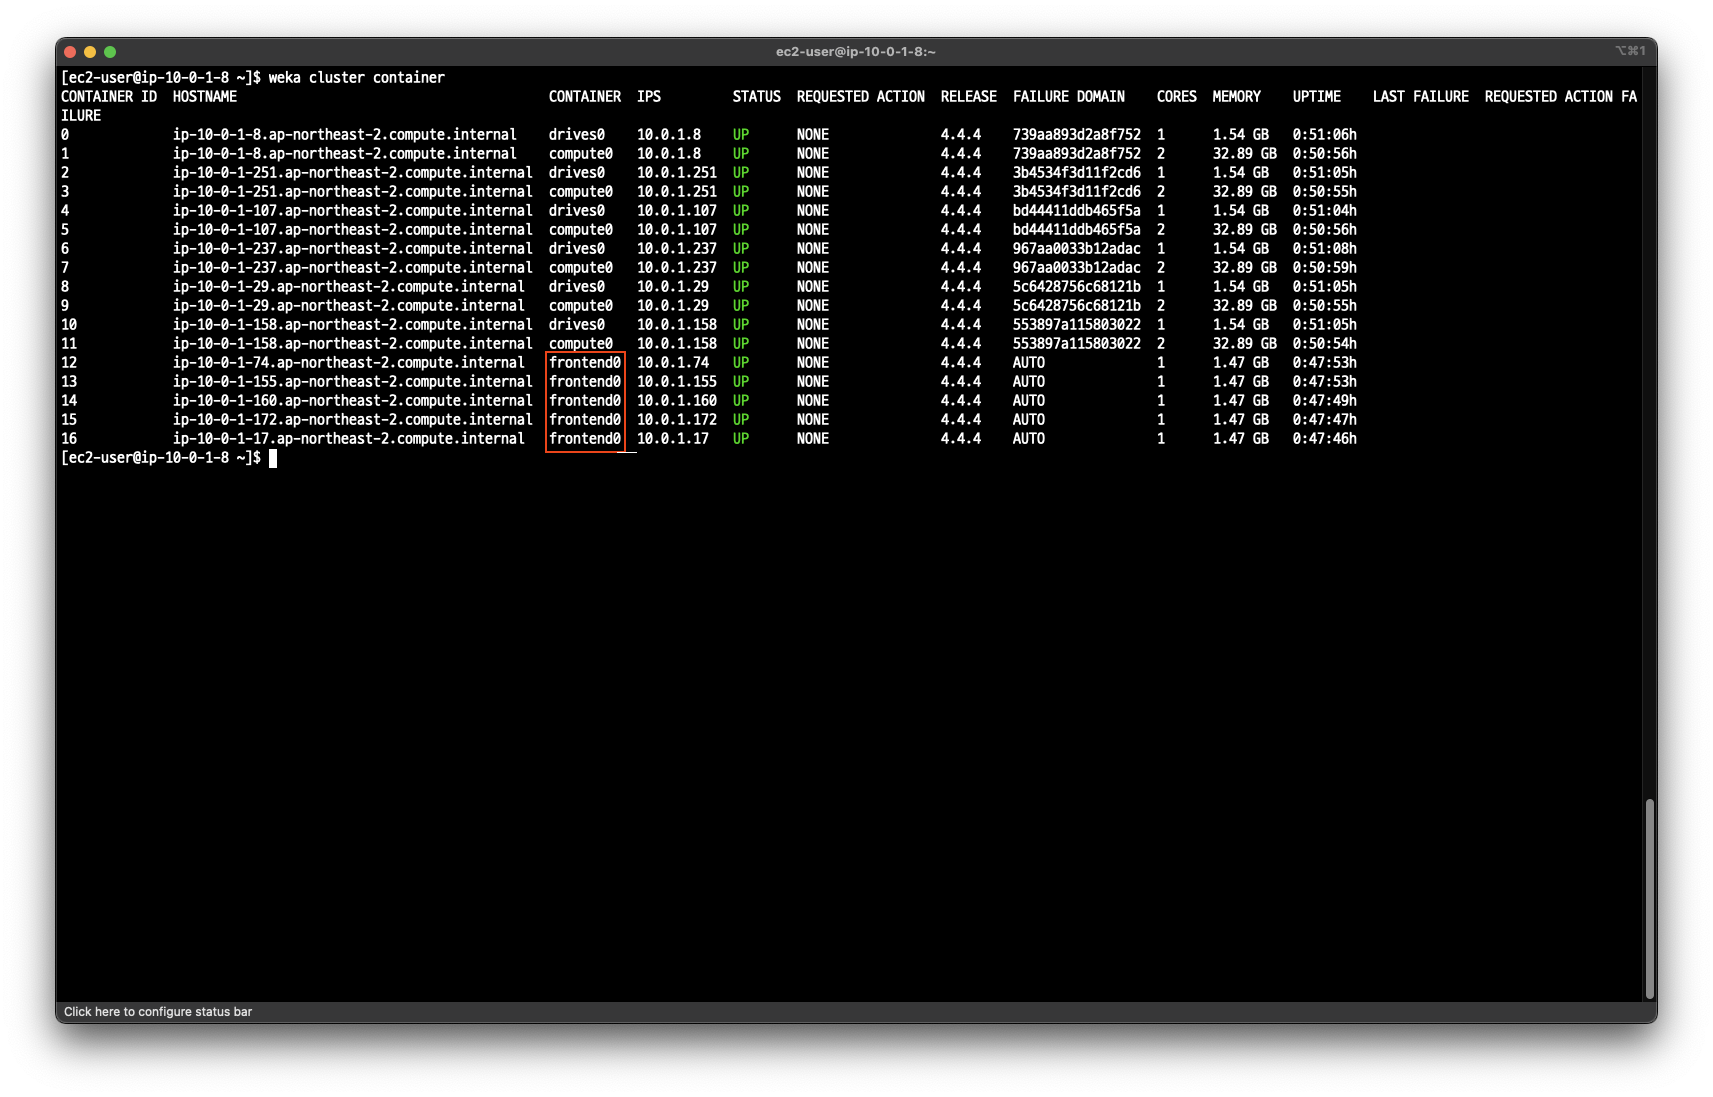 ec2-user@ip-10-0-1-8:~
⌥⌘1
[ec2-user@ip-10-0-1-8 ~]$ weka cluster container
CONTAINER ID  HOSTNAME                                       CONTAINER  IPS         STATUS  REQUESTED ACTION  RELEASE  FAILURE DOMAIN    CORES  MEMORY    UPTIME    LAST FAILURE  REQUESTED ACTION FA
ILURE
0             ip-10-0-1-8.ap-northeast-2.compute.internal    drives0    10.0.1.8    UP      NONE              4.4.4    739aa893d2a8f752  1      1.54 GB   0:51:06h
1             ip-10-0-1-8.ap-northeast-2.compute.internal    compute0   10.0.1.8    UP      NONE              4.4.4    739aa893d2a8f752  2      32.89 GB  0:50:56h
2             ip-10-0-1-251.ap-northeast-2.compute.internal  drives0    10.0.1.251  UP      NONE              4.4.4    3b4534f3d11f2cd6  1      1.54 GB   0:51:05h
3             ip-10-0-1-251.ap-northeast-2.compute.internal  compute0   10.0.1.251  UP      NONE              4.4.4    3b4534f3d11f2cd6  2      32.89 GB  0:50:55h
4             ip-10-0-1-107.ap-northeast-2.compute.internal  drives0    10.0.1.107  UP      NONE              4.4.4    bd44411ddb465f5a  1      1.54 GB   0:51:04h
5             ip-10-0-1-107.ap-northeast-2.compute.internal  compute0   10.0.1.107  UP      NONE              4.4.4    bd44411ddb465f5a  2      32.89 GB  0:50:56h
6             ip-10-0-1-237.ap-northeast-2.compute.internal  drives0    10.0.1.237  UP      NONE              4.4.4    967aa0033b12adac  1      1.54 GB   0:51:08h
7             ip-10-0-1-237.ap-northeast-2.compute.internal  compute0   10.0.1.237  UP      NONE              4.4.4    967aa0033b12adac  2      32.89 GB  0:50:59h
8             ip-10-0-1-29.ap-northeast-2.compute.internal   drives0    10.0.1.29   UP      NONE              4.4.4    5c6428756c68121b  1      1.54 GB   0:51:05h
9             ip-10-0-1-29.ap-northeast-2.compute.internal   compute0   10.0.1.29   UP      NONE              4.4.4    5c6428756c68121b  2      32.89 GB  0:50:55h
10            ip-10-0-1-158.ap-northeast-2.compute.internal  drives0    10.0.1.158  UP      NONE              4.4.4    553897a115803022  1      1.54 GB   0:51:05h
11            ip-10-0-1-158.ap-northeast-2.compute.internal  compute0   10.0.1.158  UP      NONE              4.4.4    553897a115803022  2      32.89 GB  0:50:54h
12            ip-10-0-1-74.ap-northeast-2.compute.internal   frontend0  10.0.1.74   UP      NONE              4.4.4    AUTO              1      1.47 GB   0:47:53h
13            ip-10-0-1-155.ap-northeast-2.compute.internal  frontend0  10.0.1.155  UP      NONE              4.4.4    AUTO              1      1.47 GB   0:47:53h
14            ip-10-0-1-160.ap-northeast-2.compute.internal  frontend0  10.0.1.160  UP      NONE              4.4.4    AUTO              1      1.47 GB   0:47:49h
15            ip-10-0-1-172.ap-northeast-2.compute.internal  frontend0  10.0.1.172  UP      NONE              4.4.4    AUTO              1      1.47 GB   0:47:47h
16            ip-10-0-1-17.ap-northeast-2.compute.internal   frontend0  10.0.1.17   UP      NONE              4.4.4    AUTO              1      1.47 GB   0:47:46h
[ec2-user@ip-10-0-1-8 ~]$
Click here to configure status bar